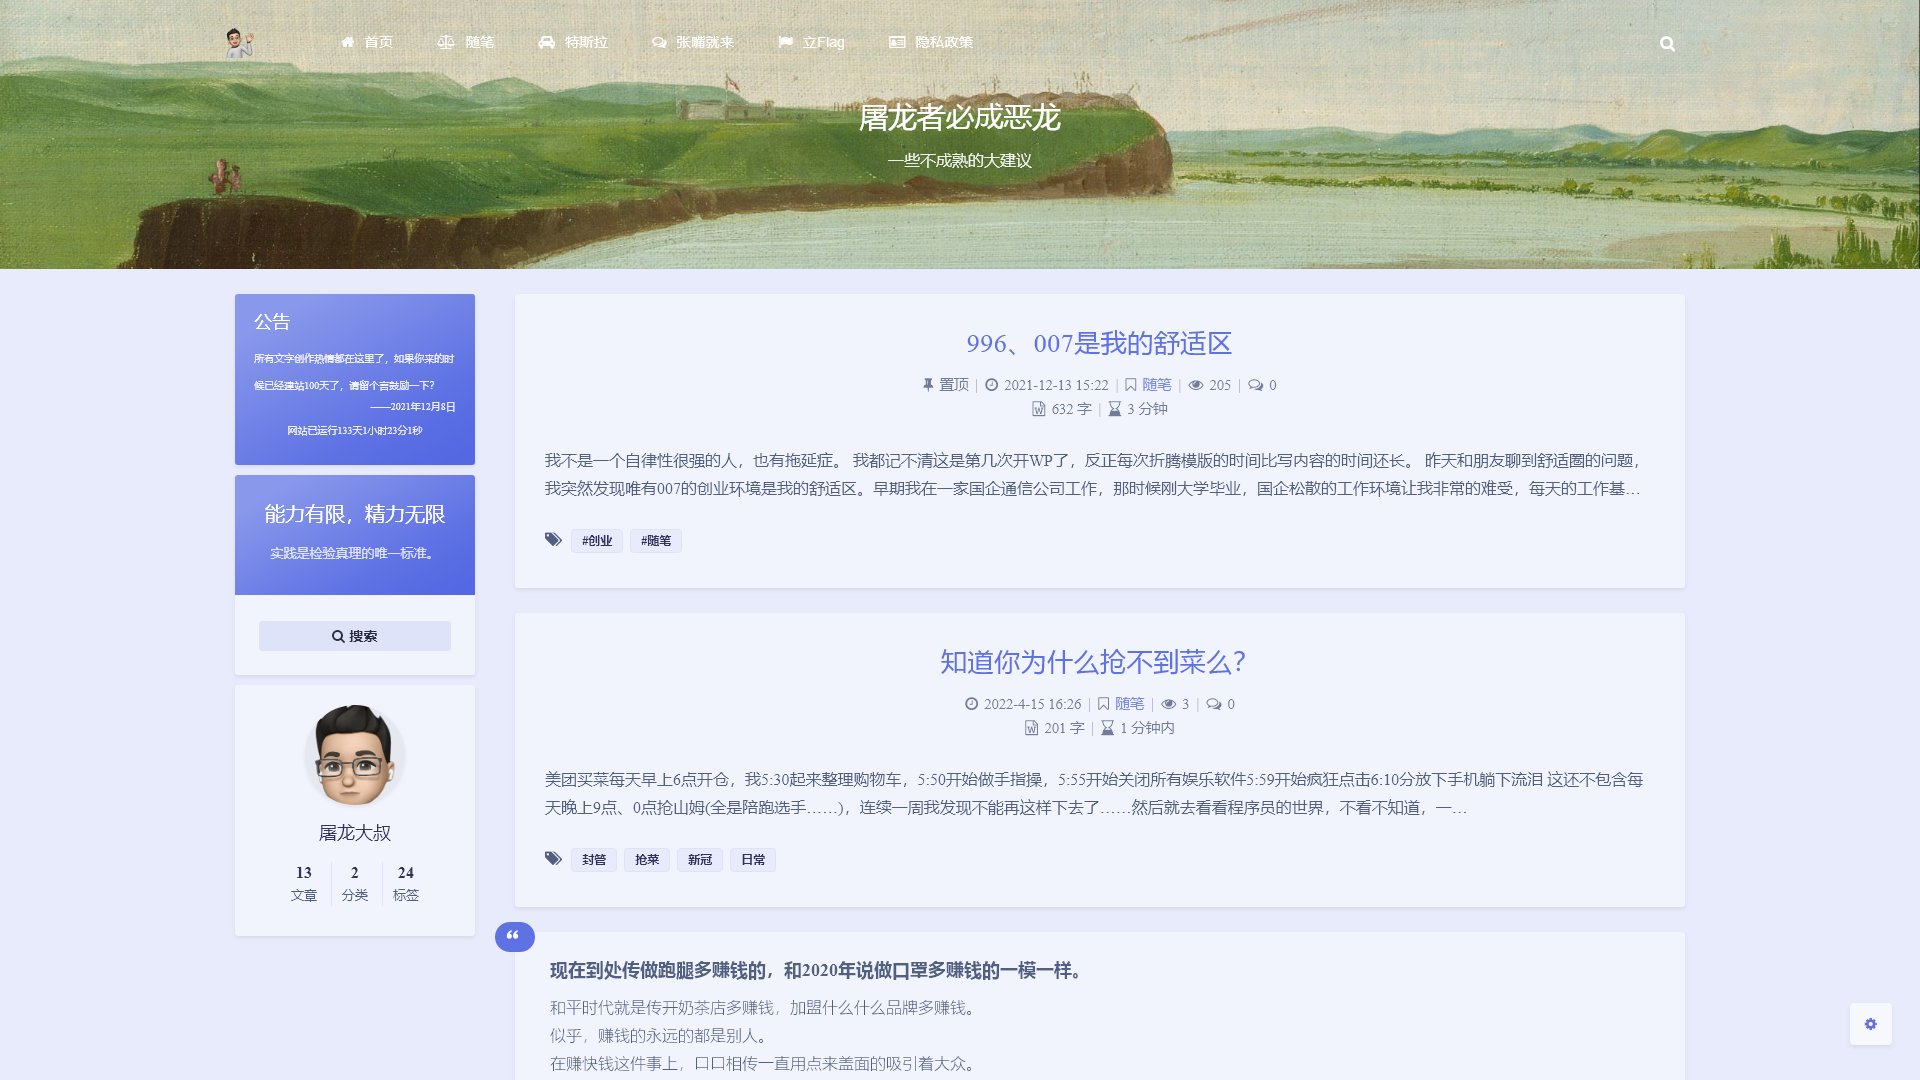 首页 随笔 特斯拉 张嘴就来 立Flag 隐私政策
屠龙者必成恶龙
一些不成熟的大建议
公告
所有文字创作热情都在这里了，如果你来的时
候已经建站100天了，请留个言鼓励一下？
——2021年12月8日
网站已运行133天1小时23分1秒
能力有限，精力无限
实践是检验真理的唯一标准。
搜索
屠龙大叔
13 2 24
文章 分类 标签
996、007是我的舒适区
置顶 | 2021-12-13 15:22 | 随笔 | 205 | 0
632 字 | 3 分钟
我不是一个自律性很强的人，也有拖延症。 我都记不清这是第几次开WP了，反正每次折腾模版的时间比写内容的时间还长。 昨天和朋友聊到舒适圈的问题，
我突然发现唯有007的创业环境是我的舒适区。早期我在一家国企通信公司工作，那时候刚大学毕业，国企松散的工作环境让我非常的难受，每天的工作基...
#创业 #随笔
知道你为什么抢不到菜么？
2022-4-15 16:26 | 随笔 | 3 | 0
201 字 | 1 分钟内
美团买菜每天早上6点开仓，我5:30起来整理购物车，5:50开始做手指操，5:55开始关闭所有娱乐软件5:59开始疯狂点击6:10分放下手机躺下流泪 这还不包含每
天晚上9点、0点抢山姆(全是陪跑选手……)，连续一周我发现不能再这样下去了……然后就去看看程序员的世界，不看不知道，一...
封管 抢菜 新冠 日常
现在到处传做跑腿多赚钱的，和2020年说做口罩多赚钱的一模一样。
和平时代就是传开奶茶店多赚钱，加盟什么什么品牌多赚钱。
似乎，赚钱的永远的都是别人。
在赚快钱这件事上，口口相传一直用点来盖面的吸引着大众。